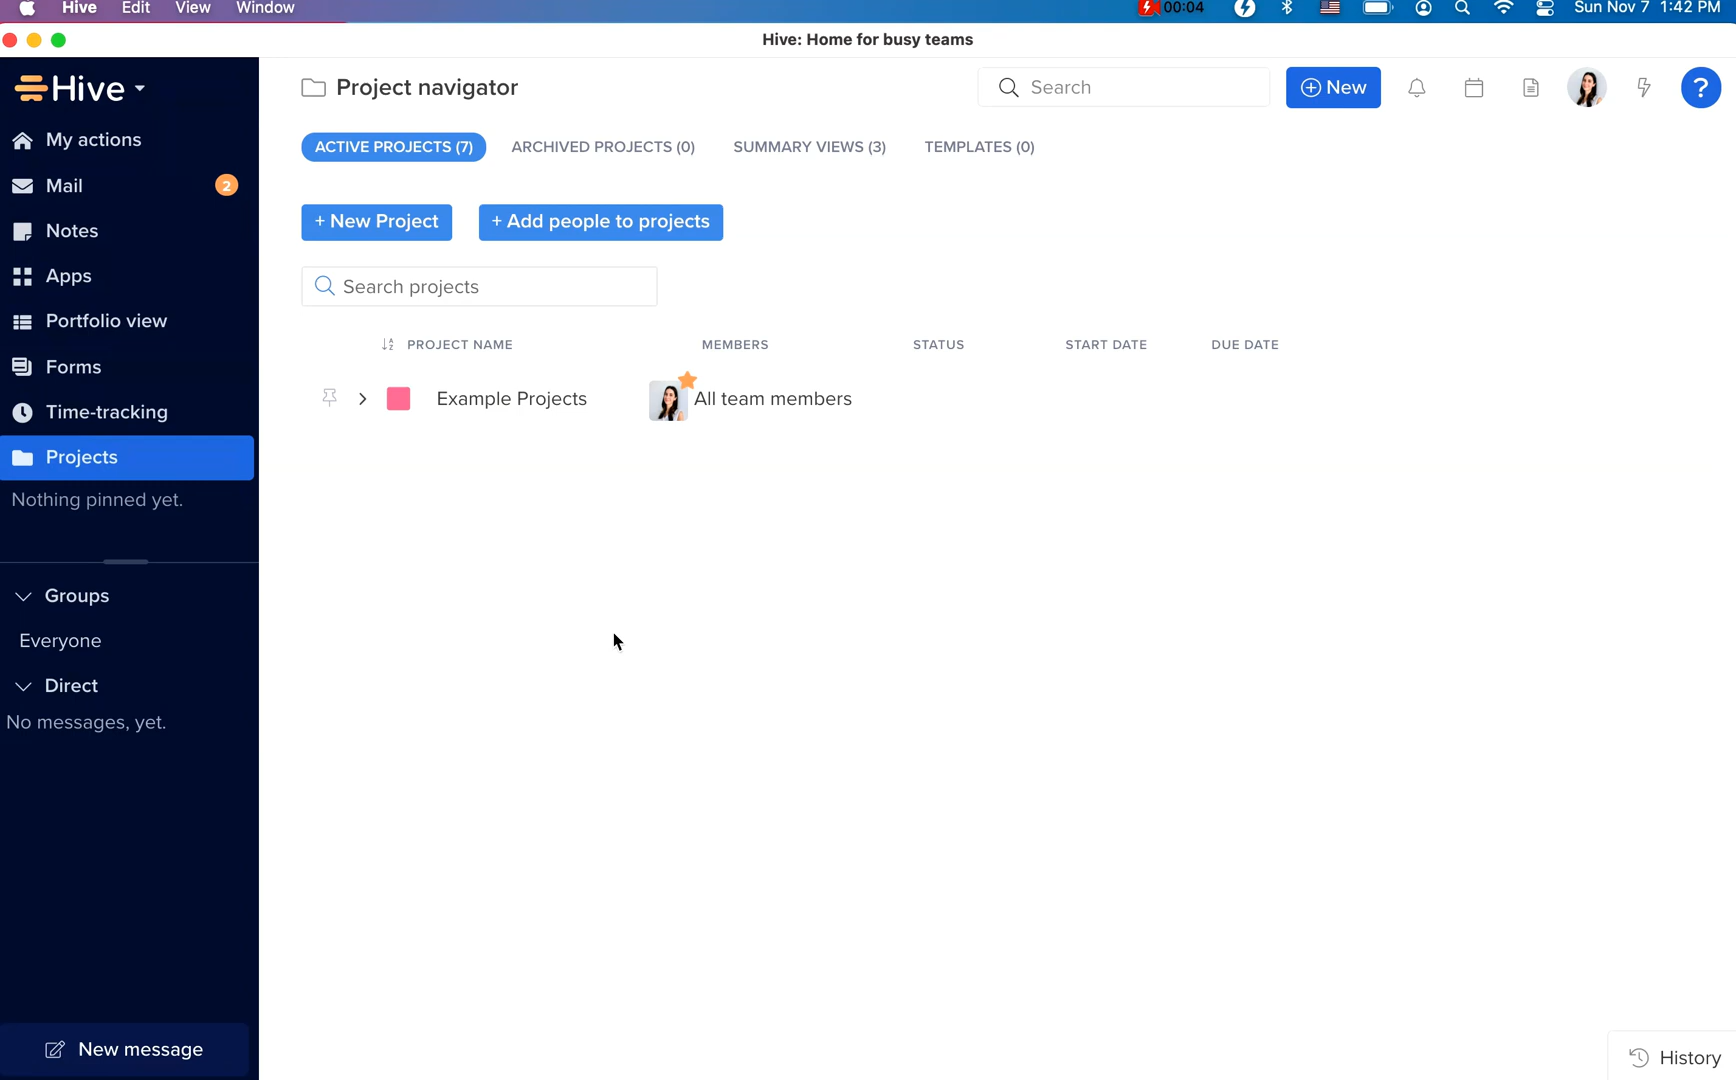 Hive Edit View Window 00:04 Sun Nov 7 1:42 PM
Hive: Home for busy teams
Hive
My actions
Mail 2
Notes
Apps
Portfolio view
Forms
Time-tracking
Projects
Nothing pinned yet.
Groups
Everyone
Direct
No messages, yet.
New message
Project navigator
Search
New
?
ACTIVE PROJECTS (7) ARCHIVED PROJECTS (0) SUMMARY VIEWS (3) TEMPLATES (0)
+ New Project + Add people to projects
Search projects
PROJECT NAME MEMBERS STATUS START DATE DUE DATE
Example Projects All team members
History